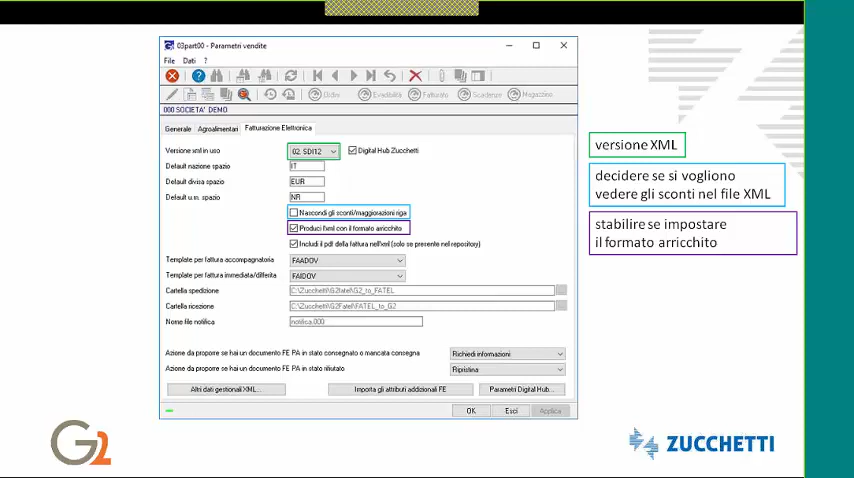 03part00 - Parametri vendite
File Dati ?
Ordini Evadibilità Fatturato Scadenze Magazzino
000 SOCIETA' DEMO
Generale Agroalimentari Fatturazione Elettronica
Versione xml in uso 02. SDI12 Digital Hub Zucchetti
Default nazione spazio IT
Default divisa spazio EUR
Default u.m. spazio NR
Nascondi gli sconti/maggiorazioni riga
Produci l'xml con il formato arricchito
Includi il pdf della fattura nell'xml (solo se presente nel repository)
Template per fattura accompagnatoria FAADOV
Template per fattura immediata/differita FAIDOV
Cartella spedizione C:\Zucchetti\G2fatel\G2_to_FATEL
Cartella ricezione C:\Zucchetti\G2Fatel\FATEL_to_G2
Nome file notifica notifica.000
Azione da proporre se hai un documento FE PA in stato consegnato o mancata consegna Richiedi informazioni
Azione da proporre se hai un documento FE PA in stato rifiutato Ripristina
Altri dati gestionali XML... Importa gli attributi addizionali FE Parametri Digital Hub...
OK Esci Applica
versione XML
decidere se si vogliono
vedere gli sconti nel file XML
stabilire se impostare
il formato arricchito
G2
ZUCCHETTI